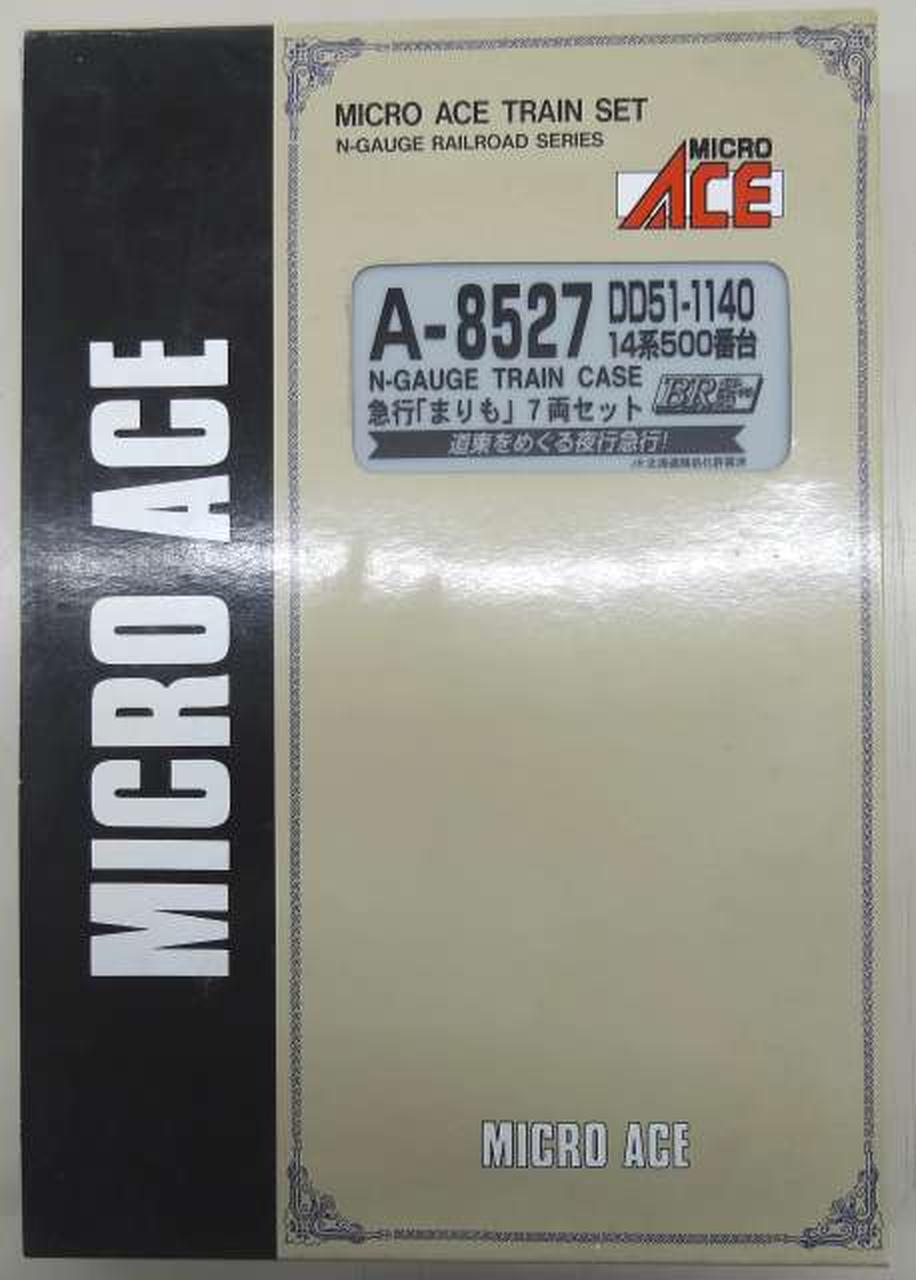 MICRO ACE
MICRO ACE TRAIN SET
N-GAUGE RAILROAD SERIES
MICRO
ACE
A-8527
DD51-1140
14系500番台
N-GAUGE TRAIN CASE
BR
急行「まりも」7両セット
道東をめぐる夜行急行!
MICRO ACE